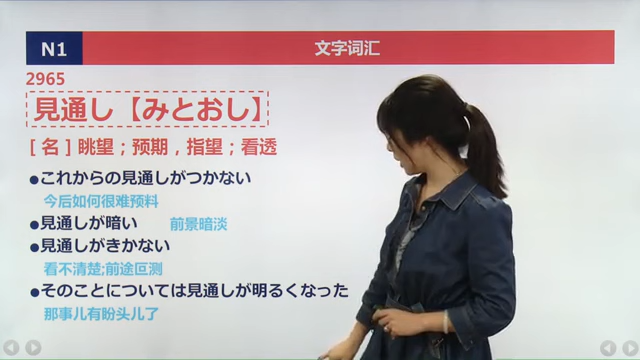 N1
文字词汇
2965
見通し【みとおし】
[ 名 ] 眺望；预期，指望；看透
●これからの見通しがつかない
今后如何很难预料
●見通しが暗い 前景暗淡
●見通しがきかない
看不清楚;前途叵测
●そのことについては見通しが明るくなった
那事儿有盼头儿了